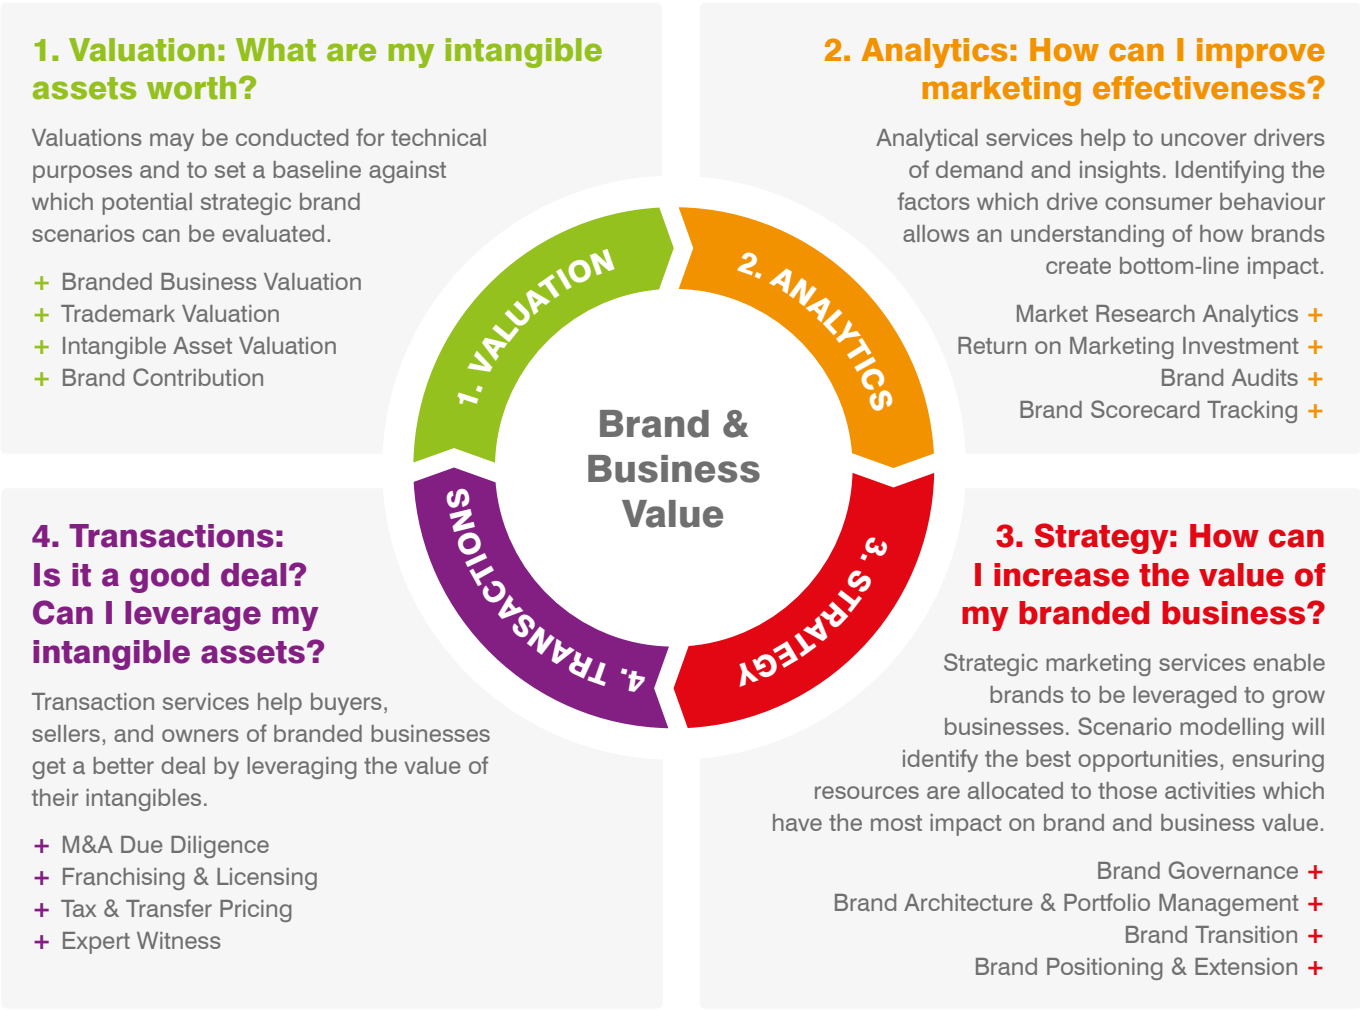 1. Valuation: What are my intangible
assets worth?
Valuations may be conducted for technical
purposes and to set a baseline against
which potential strategic brand
scenarios can be evaluated.
+ Branded Business Valuation
+ Trademark Valuation
+ Intangible Asset Valuation
+ Brand Contribution
2. Analytics: How can I improve
marketing effectiveness?
Analytical services help to uncover drivers
of demand and insights. Identifying the
factors which drive consumer behaviour
allows an understanding of how brands
create bottom-line impact.
Market Research Analytics +
Return on Marketing Investment +
Brand Audits +
Brand Scorecard Tracking +
1. VALUATION
2. ANALYTICS
3. STRATEGY
4. TRANSACTIONS
Brand &
Business
Value
3. Strategy: How can
I increase the value of
my branded business?
Strategic marketing services enable
brands to be leveraged to grow
businesses. Scenario modelling will
identify the best opportunities, ensuring
resources are allocated to those activities which
have the most impact on brand and business value.
Brand Governance +
Brand Architecture & Portfolio Management +
Brand Transition +
Brand Positioning & Extension +
4. Transactions:
Is it a good deal?
Can I leverage my
intangible assets?
Transaction services help buyers,
sellers, and owners of branded businesses
get a better deal by leveraging the value of
their intangibles.
+ M&A Due Diligence
+ Franchising & Licensing
+ Tax & Transfer Pricing
+ Expert Witness